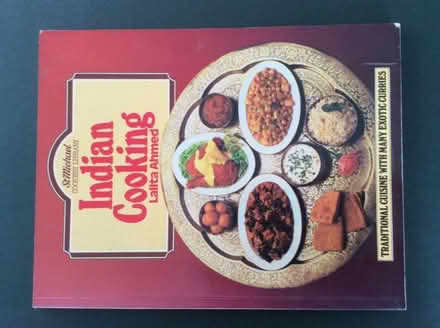 St Michael
COOKERY LIBRARY
Indian
Cooking
Lalita Ahmed
TRADITIONAL CUISINE WITH MANY EXOTIC CURRIES